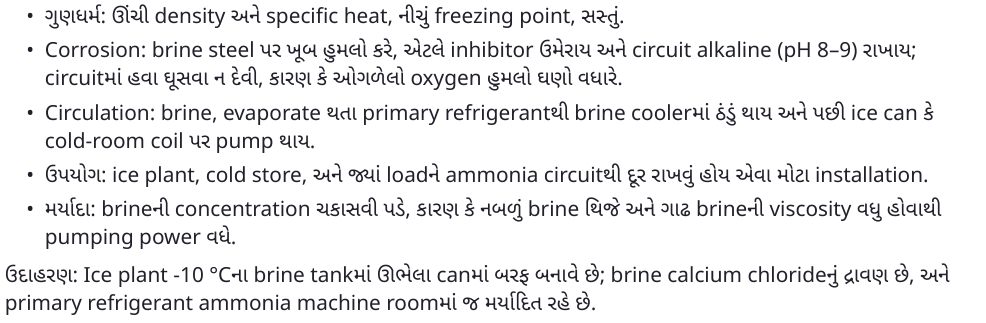 • ગુણધર્મ: ઊંચી density અને specific heat, નીચું freezing point, સસ્તું.
• Corrosion: brine steel પર ખૂબ હુમલો કરે, એટલે inhibitor ઉમેરાય અને circuit alkaline (pH 8–9) રાખાય;
circuitમાં હવા ઘૂસવા ન દેવી, કારણ કે ઓગળેલો oxygen હુમલો ઘણો વધારે.
• Circulation: brine, evaporate થતા primary refrigerantથી brine coolerમાં ઠંડું થાય અને પછી ice can કે
cold-room coil પર pump થાય.
• ઉપયોગ: ice plant, cold store, અને જ્યાં loadને ammonia circuitથી દૂર રાખવું હોય એવા મોટા installation.
• મર્યાદા: brineની concentration ચકાસવી પડે, કારણ કે નબળું brine થિજે અને ગાઢ brineની viscosity વધુ હોવાથી
pumping power વધે.
ઉદાહરણ: Ice plant -10 °Cના brine tankમાં ઊભેલા canમાં બરફ બનાવે છે; brine calcium chlorideનું દ્રાવણ છે, અને
primary refrigerant ammonia machine roomમાં જ મર્યાદિત રહે છે.